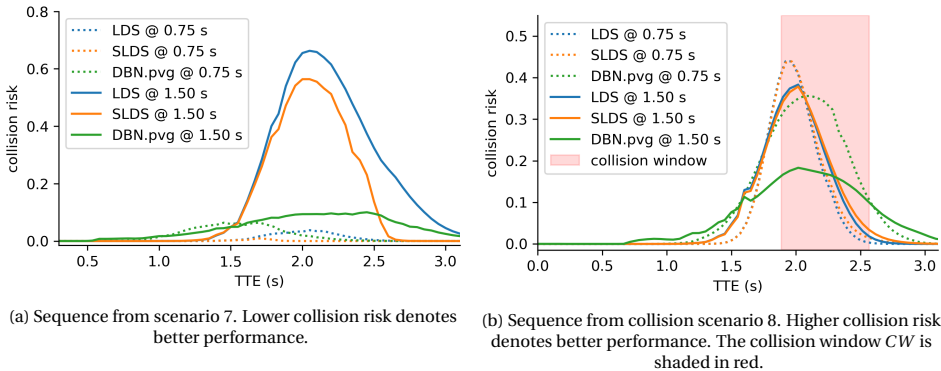 0.8
0.6
0.4
0.2
0.0
collision risk
LDS @ 0.75 s
SLDS @ 0.75 s
DBN.pvg @ 0.75 s
LDS @ 1.50 s
SLDS @ 1.50 s
DBN.pvg @ 1.50 s
0.5 1.0 1.5 2.0 2.5 3.0
TTE (s)
(a) Sequence from scenario 7. Lower collision risk denotes
better performance.
0.5
0.4
0.3
0.2
0.1
0.0
collision risk
LDS @ 0.75 s
SLDS @ 0.75 s
DBN.pvg @ 0.75 s
LDS @ 1.50 s
SLDS @ 1.50 s
DBN.pvg @ 1.50 s
collision window
0.0 0.5 1.0 1.5 2.0 2.5 3.0
TTE (s)
(b) Sequence from collision scenario 8. Higher collision risk
denotes better performance. The collision window CW is
shaded in red.